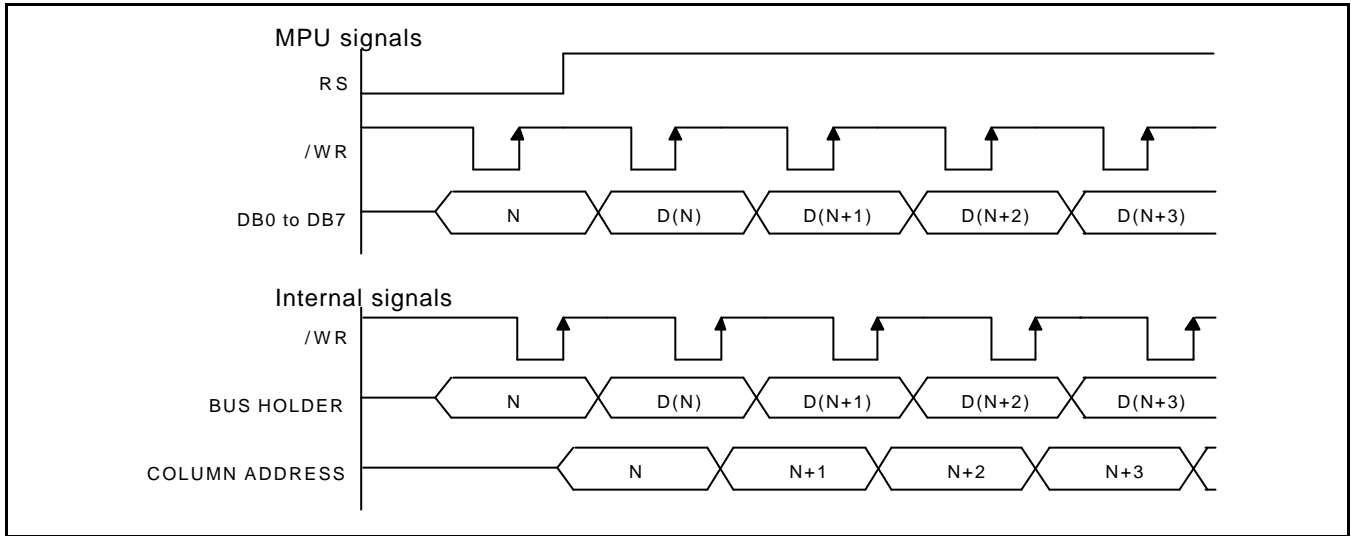 MPU signals
RS
/WR
DB0 to DB7
N D(N) D(N+1) D(N+2) D(N+3)
Internal signals
/WR
BUS HOLDER
N D(N) D(N+1) D(N+2) D(N+3)
COLUMN ADDRESS
N N+1 N+2 N+3